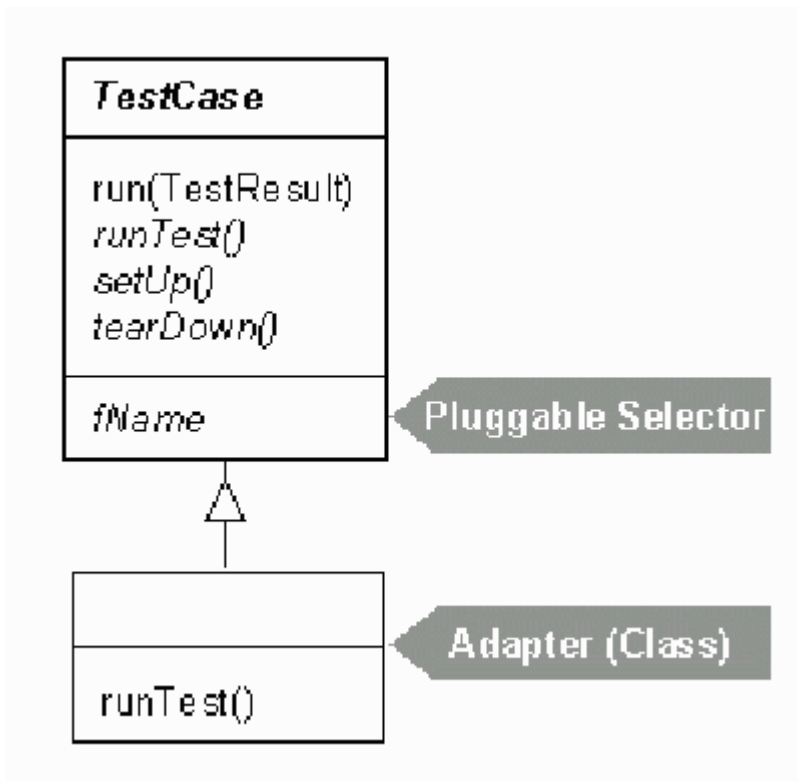 TestCase
run(TestResult)
runTest()
setUp()
tearDown()
fName
Pluggable Selector
Adapter (Class)
runTest()